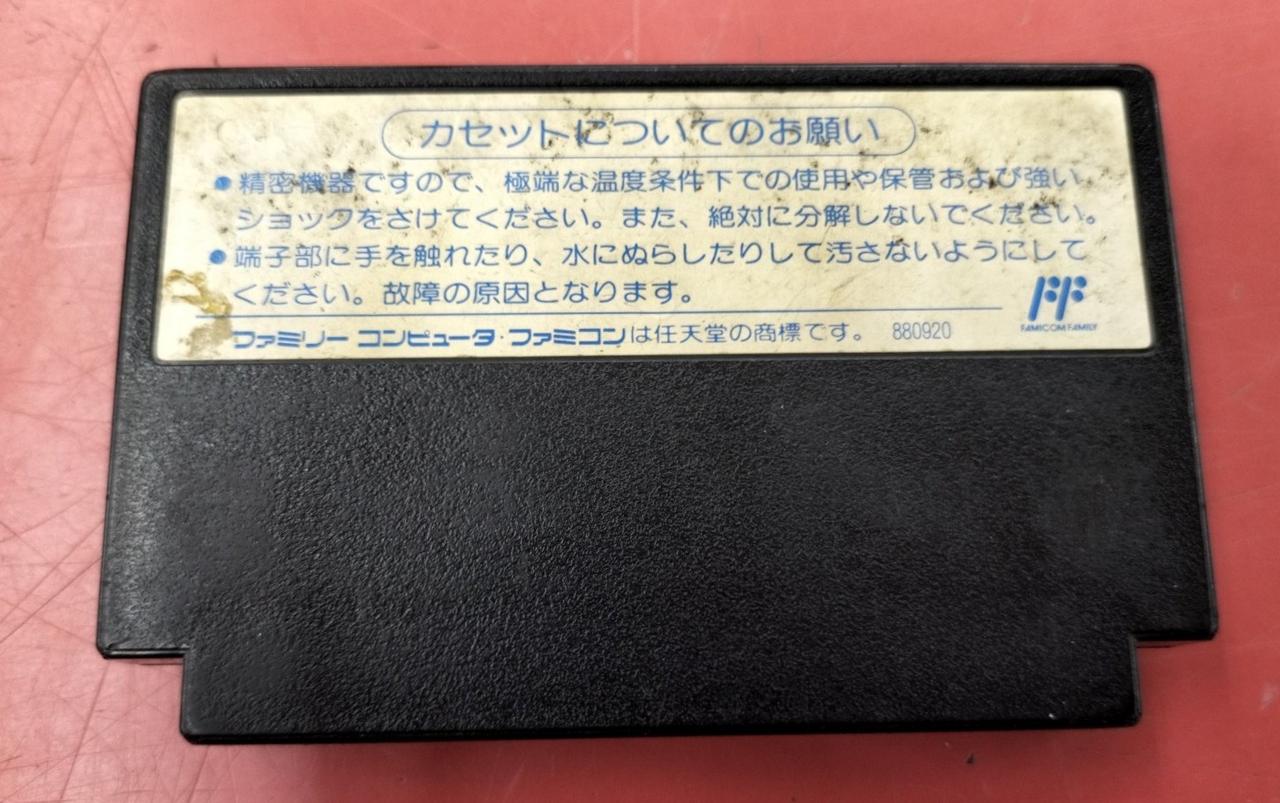 カセットについてのお願い
●精密機器ですので、極端な温度条件下での使用や保管および強い
ショックをさけてください。また、絶対に分解しないでください。
●端子部に手を触れたり、水にぬらしたりして汚さないようにして
ください。故障の原因となります。
FF
FAMICOM FAMILY
ファミリー コンピュータ・ファミコンは任天堂の商標です。 880920